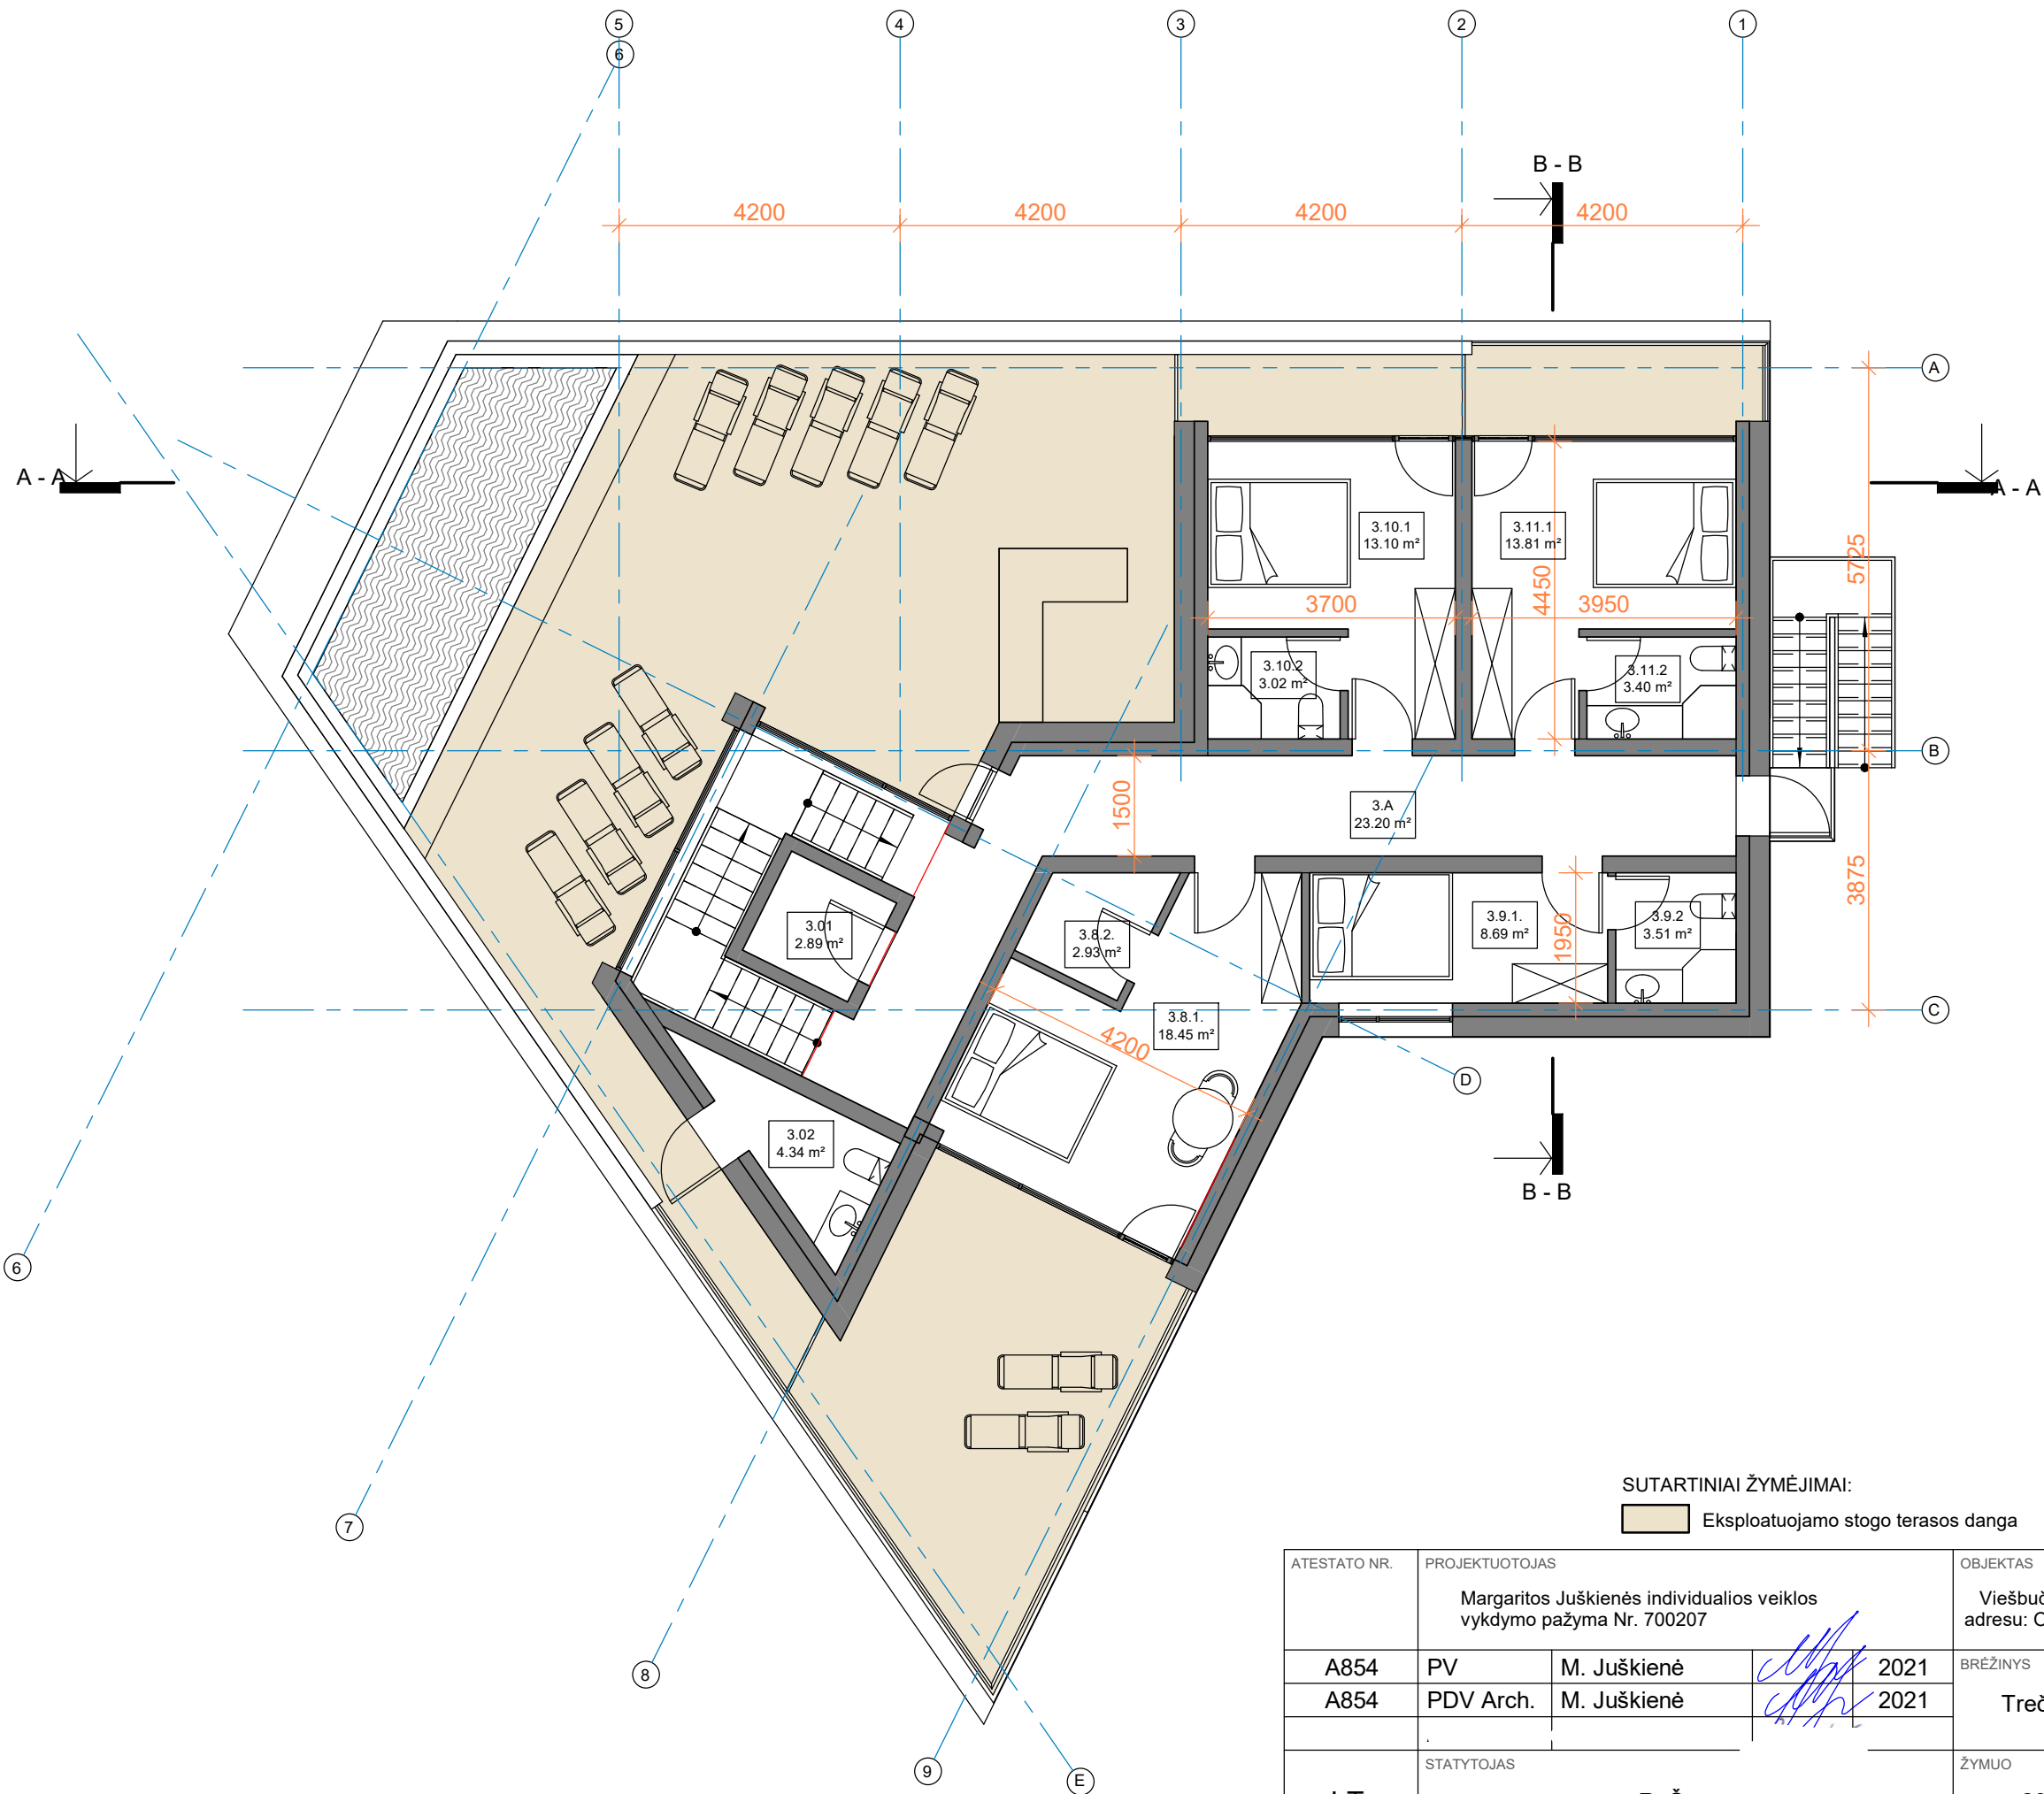 5
4
3
2
1
6
B - B
4200
4200
4200
4200
A
A - A
A - A
3.10.1
13.10 m²
3.11.1
13.81 m²
5725
4450
3700
3950
3.10.2
3.02 m²
3.11.2
3.40 m²
B
1500
3.A
23.20 m²
3875
3.01
2.89 m²
3.8.2.
2.93 m²
1950
3.9.1.
8.69 m²
3.9.2
3.51 m²
3.8.1.
18.45 m²
C
4200
D
3.02
4.34 m²
B - B
6
7
8
9
E
SUTARTINIAI ŽYMĖJIMAI:
Eksploatuojamo stogo terasos danga
ATESTATO NR.
PROJEKTUOTOJAS
OBJEKTAS
Margaritos Juškienės individualios veiklos
vykdymo pažyma Nr. 700207
adresu:
A854 PV M. Juškienė 2021
BRĖŽINYS
A854 PDV Arch. M. Juškienė 2021
STATYTOJAS
ŽYMUO